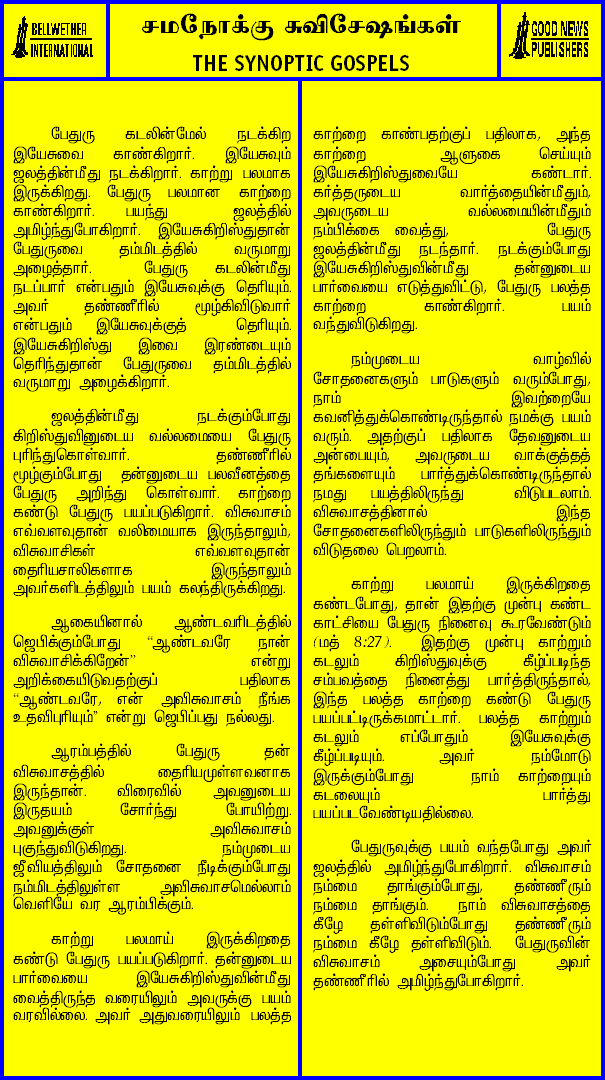 BELLWETHER
INTERNATIONAL
சமநோக்கு சுவிசேஷங்கள்
THE SYNOPTIC GOSPELS
GOOD NEWS
PUBLISHERS
பேதுரு கடலின்மேல் நடக்கிற
இயேசுவை காண்கிறார். இயேசுவும்
ஜலத்தின்மீது நடக்கிறார். காற்று பலமாக
இருக்கிறது. பேதுரு பலமான காற்றை
காண்கிறார். பயந்து ஜலத்தில்
அமிழ்ந்துபோகிறார். இயேசுகிறிஸ்துதான்
பேதுருவை தம்மிடத்தில் வருமாறு
அழைத்தார். பேதுரு கடலின்மீது
நடப்பார் என்பதும் இயேசுவுக்கு தெரியும்.
அவர் தண்ணீரில் மூழ்கிவிடுவார்
என்பதும் இயேசுவுக்குத் தெரியும்.
இயேசுகிறிஸ்து இவை இரண்டையும்
தெரிந்துதான் பேதுருவை தம்மிடத்தில்
வருமாறு அழைக்கிறார்.
ஜலத்தின்மீது நடக்கும்போது
கிறிஸ்துவினுடைய வல்லமையை பேதுரு
புரிந்துகொள்வார். தண்ணீரில்
மூழ்கும்போது தன்னுடைய பலவீனத்தை
பேதுரு அறிந்து கொள்வார். காற்றை
கண்டு பேதுரு பயப்படுகிறார். விசுவாசம்
எவ்வளவுதான் வலிமையாக இருந்தாலும்,
விசுவாசிகள் எவ்வளவுதான்
தைரியசாலிகளாக இருந்தாலும்
அவர்களிடத்திலும் பயம் கலந்திருக்கிறது.
ஆகையினால் ஆண்டவரிடத்தில்
ஜெபிக்கும்போது “ஆண்டவரே நான்
விசுவாசிக்கிறேன்” என்று
அறிக்கையிடுவதற்குப் பதிலாக
“ஆண்டவரே, என் அவிசுவாசம் நீங்க
உதவிபுரியும்” என்று ஜெபிப்பது நல்லது.
ஆரம்பத்தில் பேதுரு தன்
விசுவாசத்தில் தைரியமுள்ளவனாக
இருந்தான். விரைவில் அவனுடைய
இருதயம் சோர்ந்து போயிற்று.
அவனுக்குள் அவிசுவாசம்
புகுந்துவிடுகிறது. நம்முடைய
ஜீவியத்திலும் சோதனை நீடிக்கும்போது
நம்மிடத்திலுள்ள அவிசுவாசமெல்லாம்
வெளியே வர ஆரம்பிக்கும்.
காற்று பலமாய் இருக்கிறதை
கண்டு பேதுரு பயப்படுகிறார். தன்னுடைய
பார்வையை இயேசுகிறிஸ்துவின்மீது
வைத்திருந்த வரையிலும் அவருக்கு பயம்
வரவில்லை. அவர் அதுவரையிலும் பலத்த
காற்றை காண்பதற்குப் பதிலாக, அந்த
காற்றை ஆளுகை செய்யும்
இயேசுகிறிஸ்துவையே கண்டார்.
கர்த்தருடைய வார்த்தையின்மீதும்,
அவருடைய வல்லமையின்மீதும்
நம்பிக்கை வைத்து, பேதுரு
ஜலத்தின்மீது நடந்தார். நடக்கும்போது
இயேசுகிறிஸ்துவின்மீது தன்னுடைய
பார்வையை எடுத்துவிட்டு, பேதுரு பலத்த
காற்றை காண்கிறார். பயம்
வந்துவிடுகிறது.
நம்முடைய வாழ்வில்
சோதனைகளும் பாடுகளும் வரும்போது,
நாம் இவற்றையே
கவனித்துக்கொண்டிருந்தால் நமக்கு பயம்
வரும். அதற்குப் பதிலாக தேவனுடைய
அன்பையும், அவருடைய வாக்குத்தத்
தங்களையும் பார்த்துக்கொண்டிருந்தால்
நமது பயத்திலிருந்து விடுபடலாம்.
விசுவாசத்தினால் இந்த
சோதனைகளிலிருந்தும் பாடுகளிலிருந்தும்
விடுதலை பெறலாம்.
காற்று பலமாய் இருக்கிறதை
கண்டபோது, தான் இதற்கு முன்பு கண்ட
காட்சியை பேதுரு நினைவு கூரவேண்டும்
(மத் 8:27). இதற்கு முன்பு காற்றும்
கடலும் கிறிஸ்துவுக்கு கீழ்ப்படிந்த
சம்பவத்தை நினைத்து பார்த்திருந்தால்,
இந்த பலத்த காற்றை கண்டு பேதுரு
பயப்பட்டிருக்கமாட்டார். பலத்த காற்றும்
கடலும் எப்போதும் இயேசுவுக்கு
கீழ்ப்படியும். அவர் நம்மோடு
இருக்கும்போது நாம் காற்றையும்
கடலையும் பார்த்து
பயப்படவேண்டியதில்லை.
பேதுருவுக்கு பயம் வந்தபோது அவர்
ஜலத்தில் அமிழ்ந்துபோகிறார். விசுவாசம்
நம்மை தாங்கும்போது, தண்ணீரும்
நம்மை தாங்கும். நாம் விசுவாசத்தை
கீழே தள்ளிவிடும்போது தண்ணீரும்
நம்மை கீழே தள்ளிவிடும். பேதுருவின்
விசுவாசம் அசையும்போது அவர்
தண்ணீரில் அமிழ்ந்துபோகிறார்.